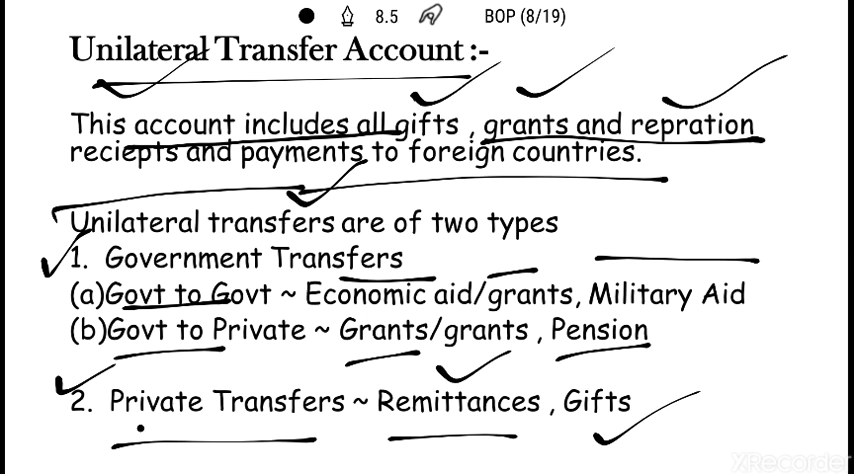 8.5 BOP (8/19)
Unilateral Transfer Account :-
This account includes all gifts , grants and repration
reciepts and payments to foreign countries.
Unilateral transfers are of two types
1. Government Transfers
(a)Govt to Govt ~ Economic aid/grants, Military Aid
(b)Govt to Private ~ Grants/grants , Pension
2. Private Transfers ~ Remittances , Gifts
XRecorder